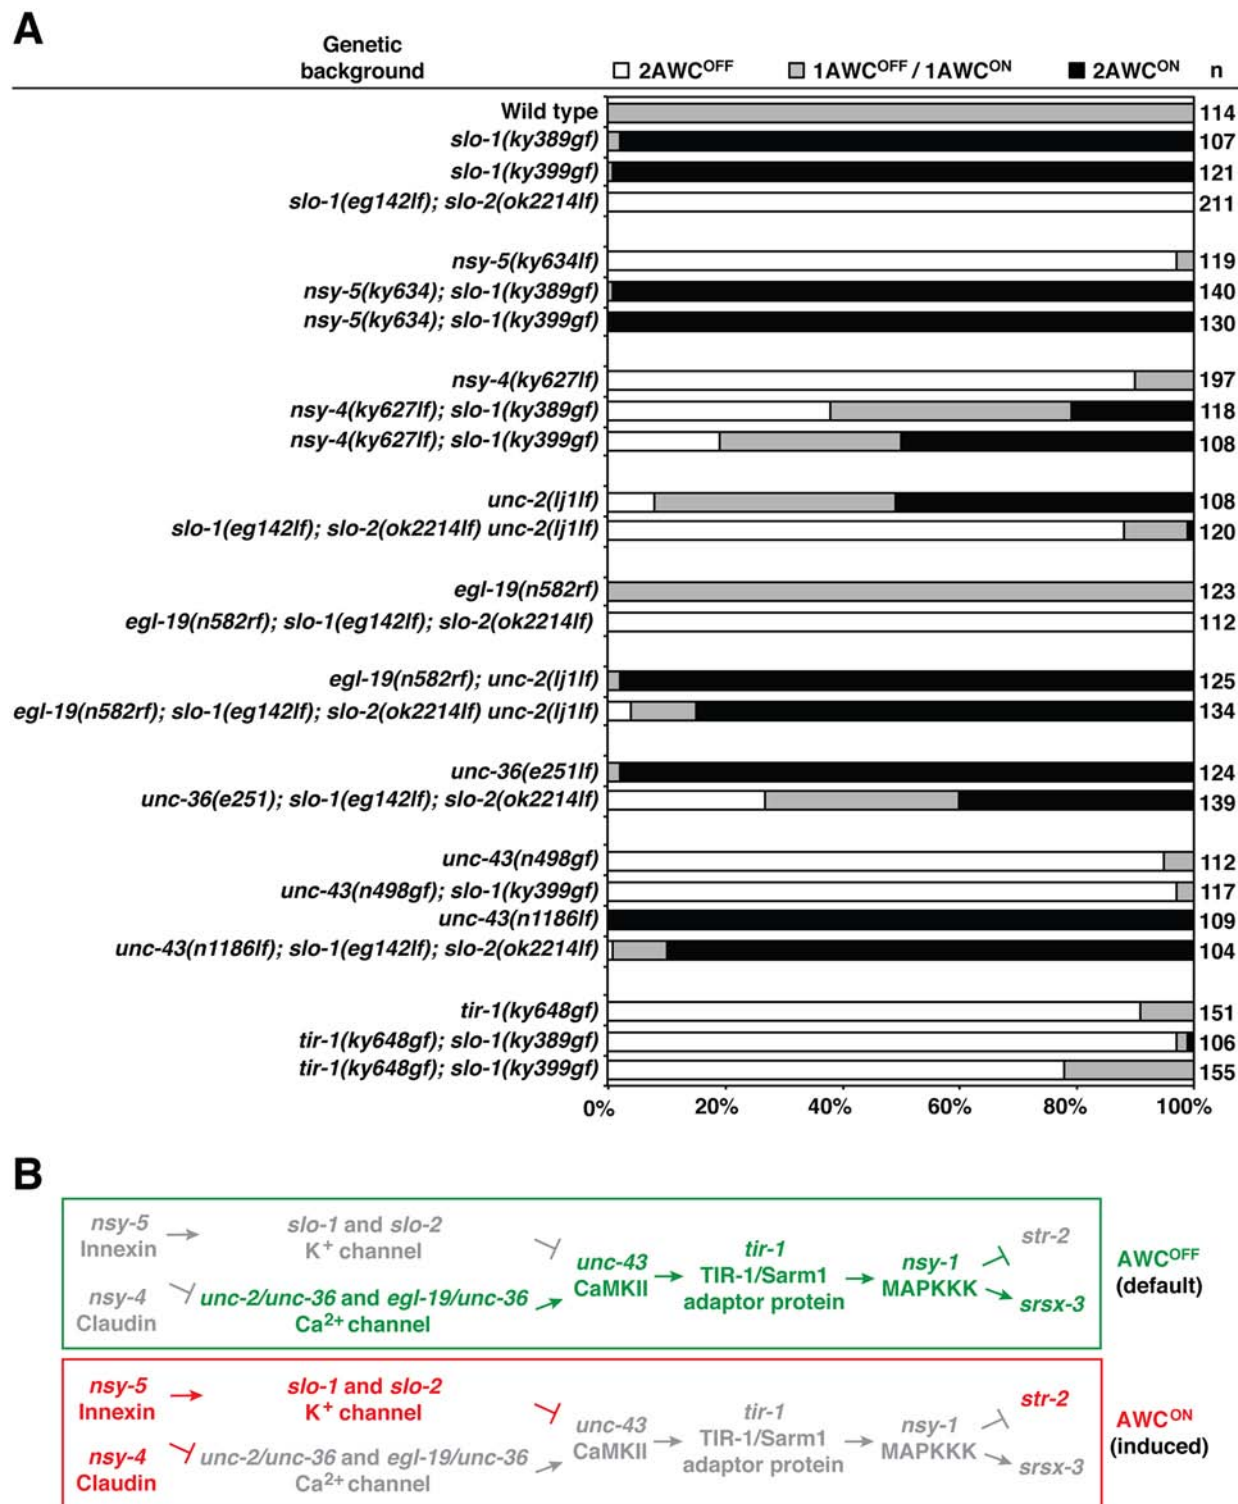 A
Genetic
background
2AWC^OFF
1AWC^OFF / 1AWC^ON
2AWC^ON
n
Wild type 114
slo-1(ky389gf) 107
slo-1(ky399gf) 121
slo-1(eg142lf); slo-2(ok2214lf) 211
nsy-5(ky634lf) 119
nsy-5(ky634); slo-1(ky389gf) 140
nsy-5(ky634); slo-1(ky399gf) 130
nsy-4(ky627lf) 197
nsy-4(ky627lf); slo-1(ky389gf) 118
nsy-4(ky627lf); slo-1(ky399gf) 108
unc-2(lj1lf) 108
slo-1(eg142lf); slo-2(ok2214lf) unc-2(lj1lf) 120
egl-19(n582rf) 123
egl-19(n582rf); slo-1(eg142lf); slo-2(ok2214lf) 112
egl-19(n582rf); unc-2(lj1lf) 125
egl-19(n582rf); slo-1(eg142lf); slo-2(ok2214lf) unc-2(lj1lf) 134
unc-36(e251lf) 124
unc-36(e251); slo-1(eg142lf); slo-2(ok2214lf) 139
unc-43(n498gf) 112
unc-43(n498gf); slo-1(ky399gf) 117
unc-43(n1186lf) 109
unc-43(n1186lf); slo-1(eg142lf); slo-2(ok2214lf) 104
tir-1(ky648gf) 151
tir-1(ky648gf); slo-1(ky389gf) 106
tir-1(ky648gf); slo-1(ky399gf) 155
0% 20% 40% 60% 80% 100%
B
nsy-5
Innexin
slo-1 and slo-2
K+ channel
nsy-4
Claudin
unc-2/unc-36 and egl-19/unc-36
Ca2+ channel
unc-43
CaMKII
tir-1
TIR-1/Sarm1
adaptor protein
nsy-1
MAPKKK
str-2
srsx-3
AWC^OFF
(default)
nsy-5
Innexin
slo-1 and slo-2
K+ channel
nsy-4
Claudin
unc-2/unc-36 and egl-19/unc-36
Ca2+ channel
unc-43
CaMKII
tir-1
TIR-1/Sarm1
adaptor protein
nsy-1
MAPKKK
str-2
srsx-3
AWC^ON
(induced)